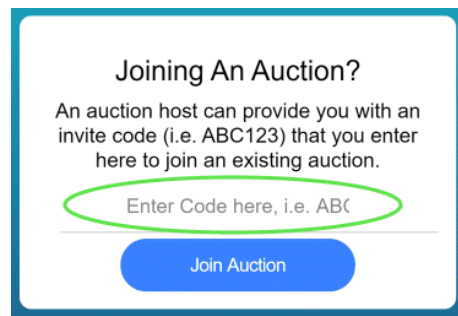 Joining An Auction?
An auction host can provide you with an
invite code (i.e. ABC123) that you enter
here to join an existing auction.
Enter Code here, i.e. ABC
Join Auction